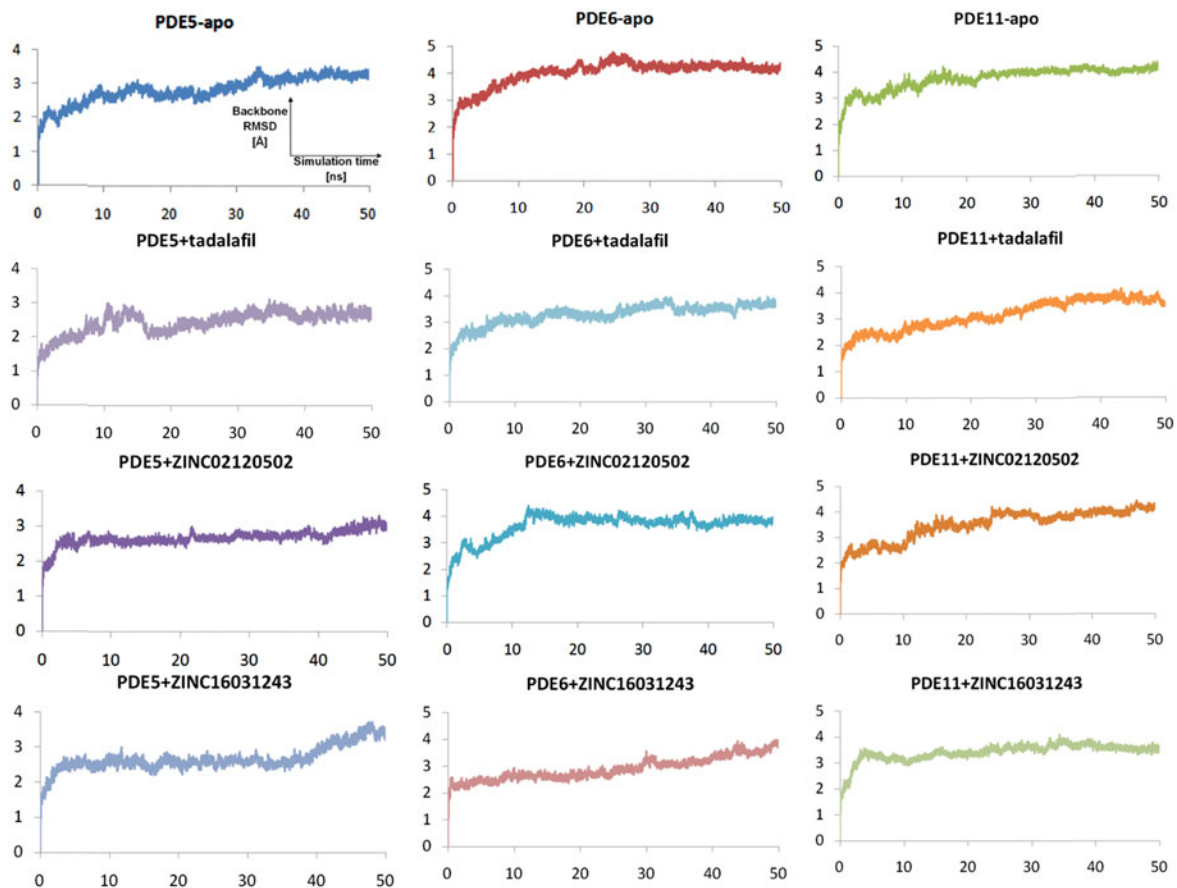 PDE5-apo
PDE6-apo
PDE11-apo
4
3
2
1
0
Backbone
RMSD
[Å]
Simulation time
[ns]
0 10 20 30 40 50
5
4
3
2
1
0
0 10 20 30 40 50
5
4
3
2
1
0
0 10 20 30 40 50
PDE5+tadalafil
PDE6+tadalafil
PDE11+tadalafil
4
3
2
1
0
0 10 20 30 40 50
5
4
3
2
1
0
0 10 20 30 40 50
5
4
3
2
1
0
0 10 20 30 40 50
PDE5+ZINC02120502
PDE6+ZINC02120502
PDE11+ZINC02120502
4
3
2
1
0
0 10 20 30 40 50
5
4
3
2
1
0
0 10 20 30 40 50
5
4
3
2
1
0
0 10 20 30 40 50
PDE5+ZINC16031243
PDE6+ZINC16031243
PDE11+ZINC16031243
4
3
2
1
0
0 10 20 30 40 50
5
4
3
2
1
0
0 10 20 30 40 50
5
4
3
2
1
0
0 10 20 30 40 50